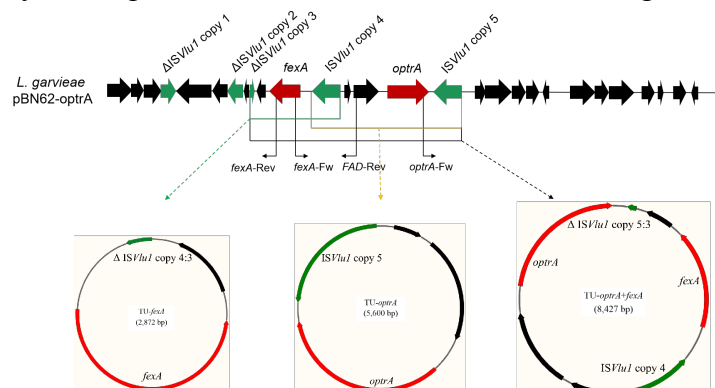 ΔISVlu1 copy 1
ΔISVlu1 copy 2
ΔISVlu1 copy 3
fexA
ISVlu1 copy 4
optrA
ISVlu1 copy 5
L. garvieae
pBN62-optrA
fexA-Rev fexA-Fw FAD-Rev optrA-Fw
Δ ISVlu1 copy 4:3
TU-fexA
(2,872 bp)
fexA
ISVlu1 copy 5
TU-optrA
(5,600 bp)
optrA
Δ ISVlu1 copy 5:3
optrA
fexA
TU-optrA+fexA
(8,427 bp)
ISVlu1 copy 4